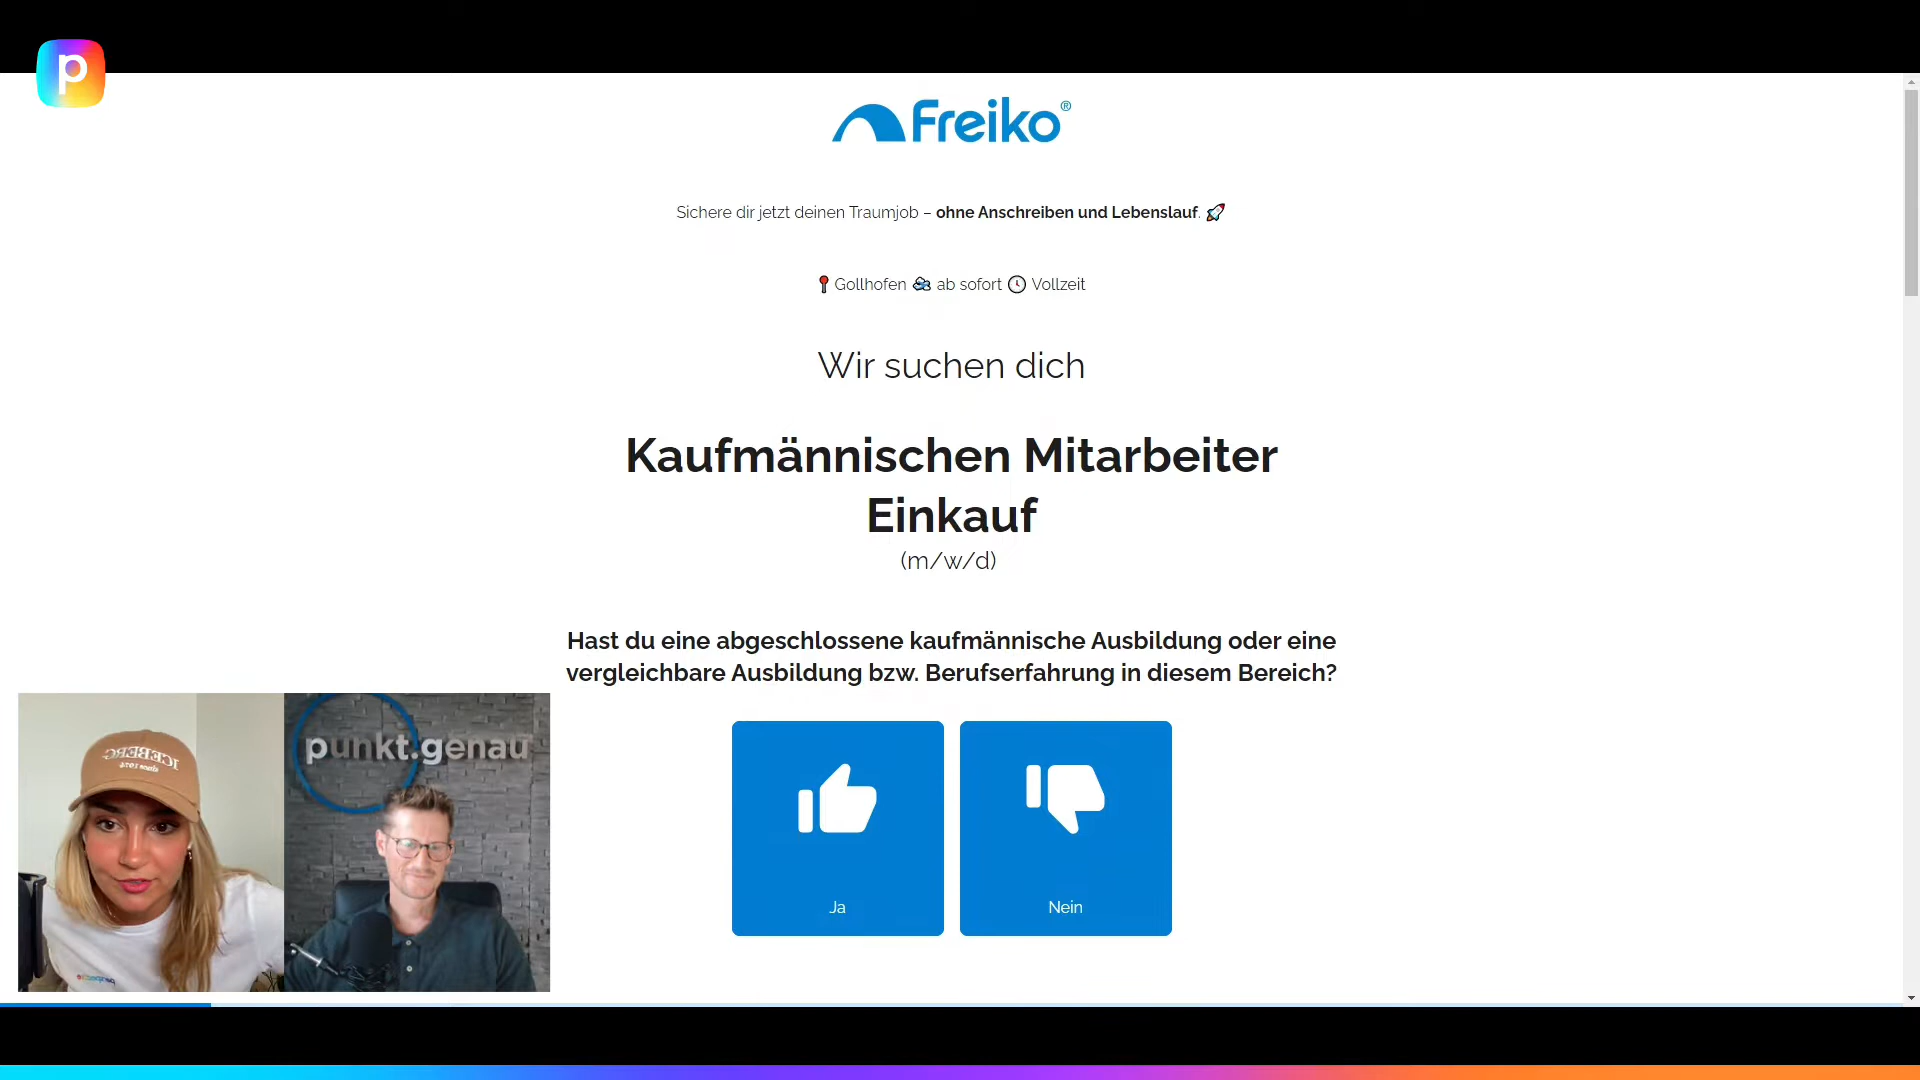 p
Freiko®
Sichere dir jetzt deinen Traumjob – ohne Anschreiben und Lebenslauf. 🚀
📍 Gollhofen 👥 ab sofort 🕒 Vollzeit
Wir suchen dich
Kaufmännischen Mitarbeiter
Einkauf
(m/w/d)
Hast du eine abgeschlossene kaufmännische Ausbildung oder eine
vergleichbare Ausbildung bzw. Berufserfahrung in diesem Bereich?
Ja
Nein
ICEBERG
punkt.genau